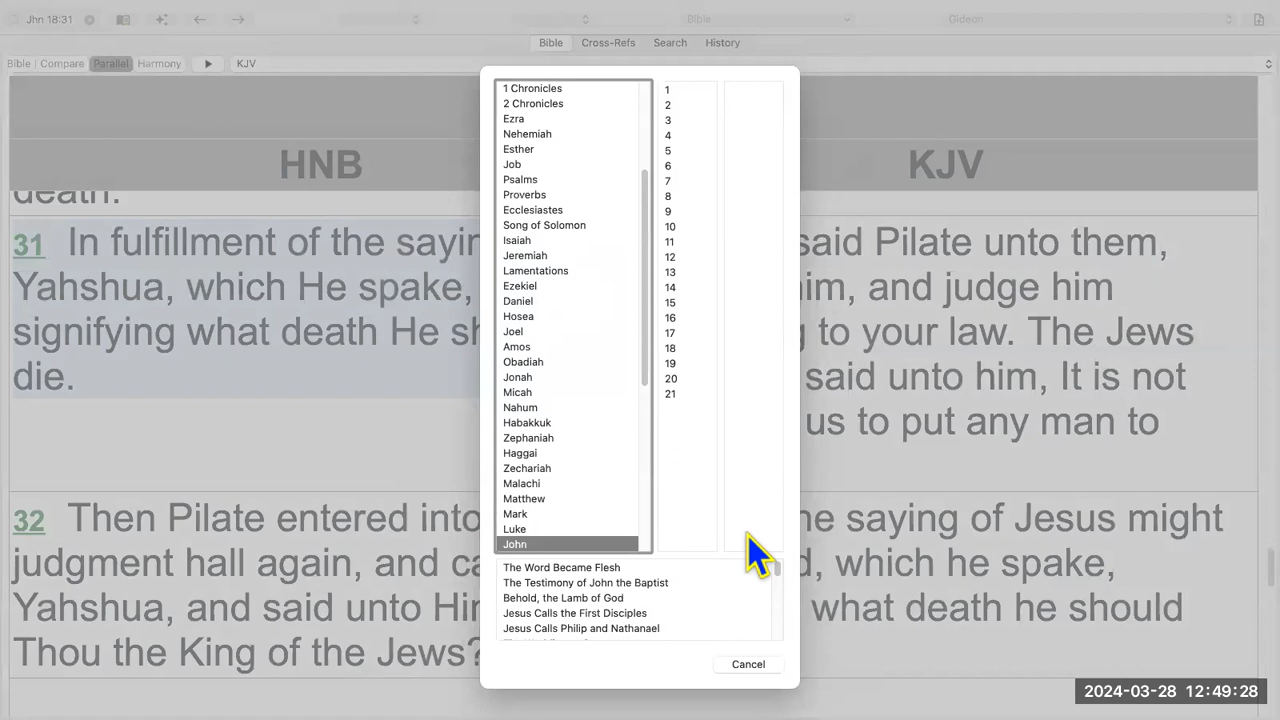 Jhn 18:31
Bible
Gideon
Bible
Cross-Refs
Search
History
Bible
Compare
Parallel
Harmony
KJV
HNB
KJV
death.
31 In fulfillment of the
Yahshua, which He spake,
signifying what death He
die.
said Pilate unto them,
and judge him
to your law. The Jews
said unto him, It is not
us to put any man to
32 Then Pilate entered into
judgment hall again, and
Yahshua, and said unto
Thou the King of the Jews?
saying of Jesus might
which he spake,
what death he should
1 Chronicles
2 Chronicles
Ezra
Nehemiah
Esther
Job
Psalms
Proverbs
Ecclesiastes
Song of Solomon
Isaiah
Jeremiah
Lamentations
Ezekiel
Daniel
Hosea
Joel
Amos
Obadiah
Jonah
Micah
Nahum
Habakkuk
Zephaniah
Haggai
Zechariah
Malachi
Matthew
Mark
Luke
John
1
2
3
4
5
6
7
8
9
10
11
12
13
14
15
16
17
18
19
20
21
The Word Became Flesh
The Testimony of John the Baptist
Behold, the Lamb of God
Jesus Calls the First Disciples
Jesus Calls Philip and Nathanael
Cancel
2024-03-28 12:49:28